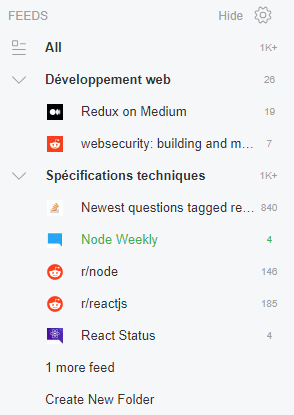 FEEDS Hide
All 1K+
Développement web 26
Redux on Medium 19
websecurity: building and m... 7
Spécifications techniques 1K+
Newest questions tagged re... 840
Node Weekly 4
r/node 146
r/reactjs 185
React Status 4
1 more feed
Create New Folder